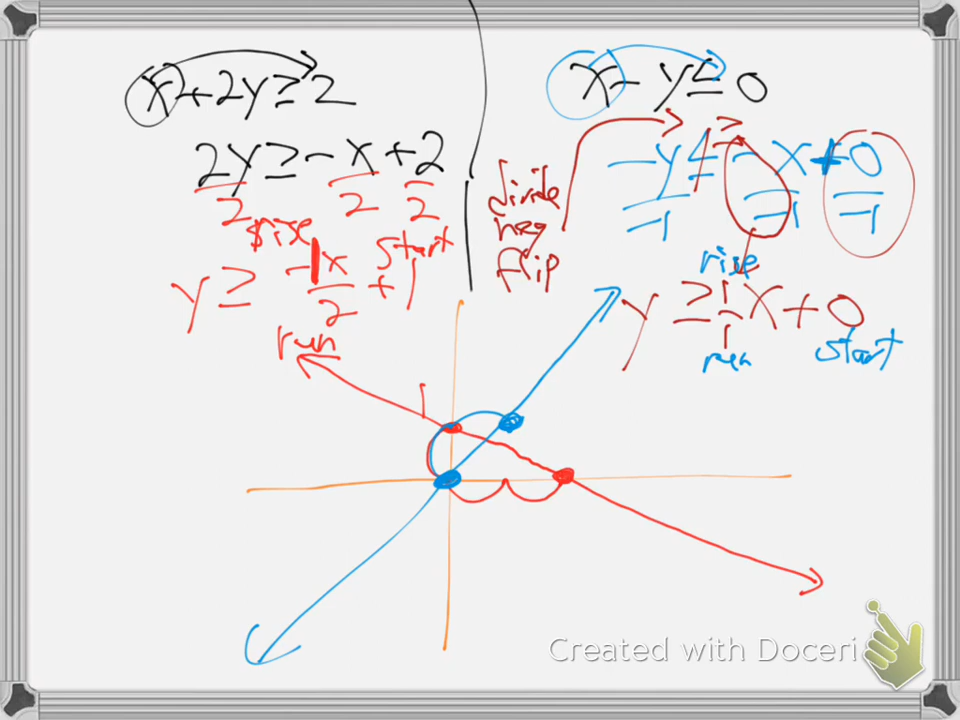 x + 2y ≥ 2
2y ≥ -x + 2
2 2 2
rise
start
y ≥ -1x/2 + 1
run
x - y ≤ 0
-y ≤ ≥ -x + 0
-1 -1 -1
divide
neg
flip
rise
y ≥ 1/1 x + 0
run
start
1
Created with Doceri